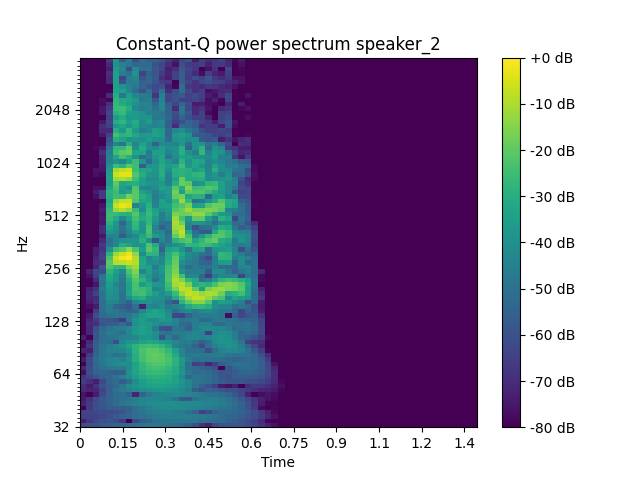 Constant-Q power spectrum speaker_2
Hz
2048
1024
512
256
128
64
32
0 0.15 0.3 0.45 0.6 0.75 0.9 1.1 1.2 1.4
Time
+0 dB
-10 dB
-20 dB
-30 dB
-40 dB
-50 dB
-60 dB
-70 dB
-80 dB